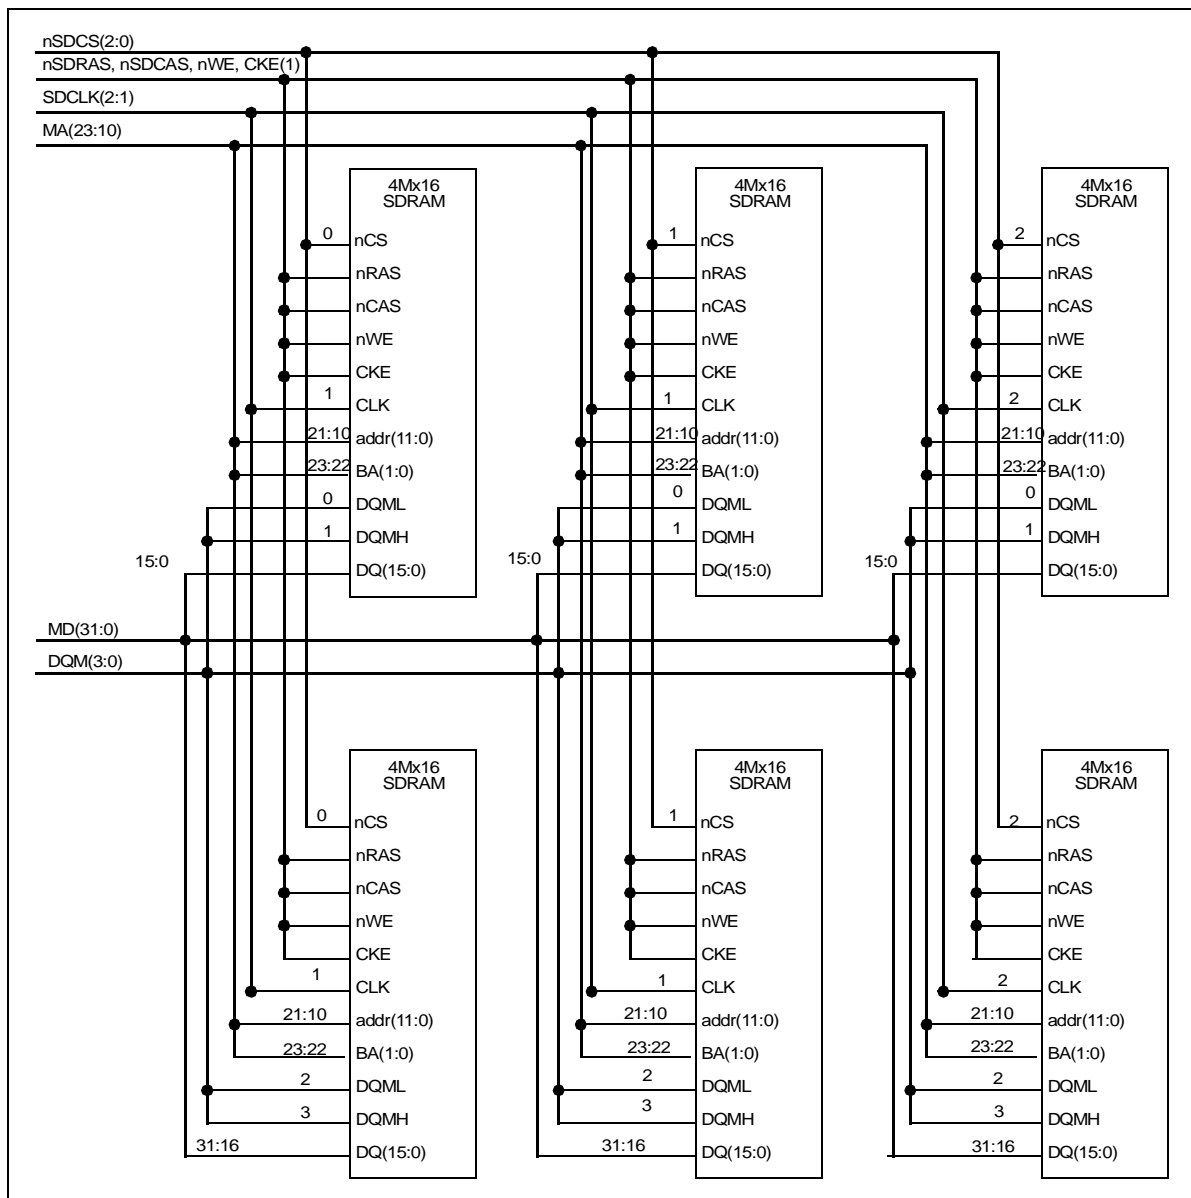 nSDCS(2:0)
nSDRAS, nSDCAS, nWE, CKE(1)
SDCLK(2:1)
MA(23:10)
4Mx16
SDRAM
0 nCS
nRAS
nCAS
nWE
CKE
1 CLK
21:10 addr(11:0)
23:22 BA(1:0)
0 DQML
1 DQMH
15:0 DQ(15:0)
4Mx16
SDRAM
1 nCS
nRAS
nCAS
nWE
CKE
1 CLK
21:10 addr(11:0)
23:22 BA(1:0)
0 DQML
1 DQMH
15:0 DQ(15:0)
4Mx16
SDRAM
2 nCS
nRAS
nCAS
nWE
CKE
2 CLK
21:10 addr(11:0)
23:22 BA(1:0)
0 DQML
1 DQMH
15:0 DQ(15:0)
MD(31:0)
DQM(3:0)
4Mx16
SDRAM
0 nCS
nRAS
nCAS
nWE
CKE
1 CLK
21:10 addr(11:0)
23:22 BA(1:0)
2 DQML
3 DQMH
31:16 DQ(15:0)
4Mx16
SDRAM
1 nCS
nRAS
nCAS
nWE
CKE
1 CLK
21:10 addr(11:0)
23:22 BA(1:0)
2 DQML
3 DQMH
31:16 DQ(15:0)
4Mx16
SDRAM
2 nCS
nRAS
nCAS
nWE
CKE
2 CLK
21:10 addr(11:0)
23:22 BA(1:0)
2 DQML
3 DQMH
31:16 DQ(15:0)